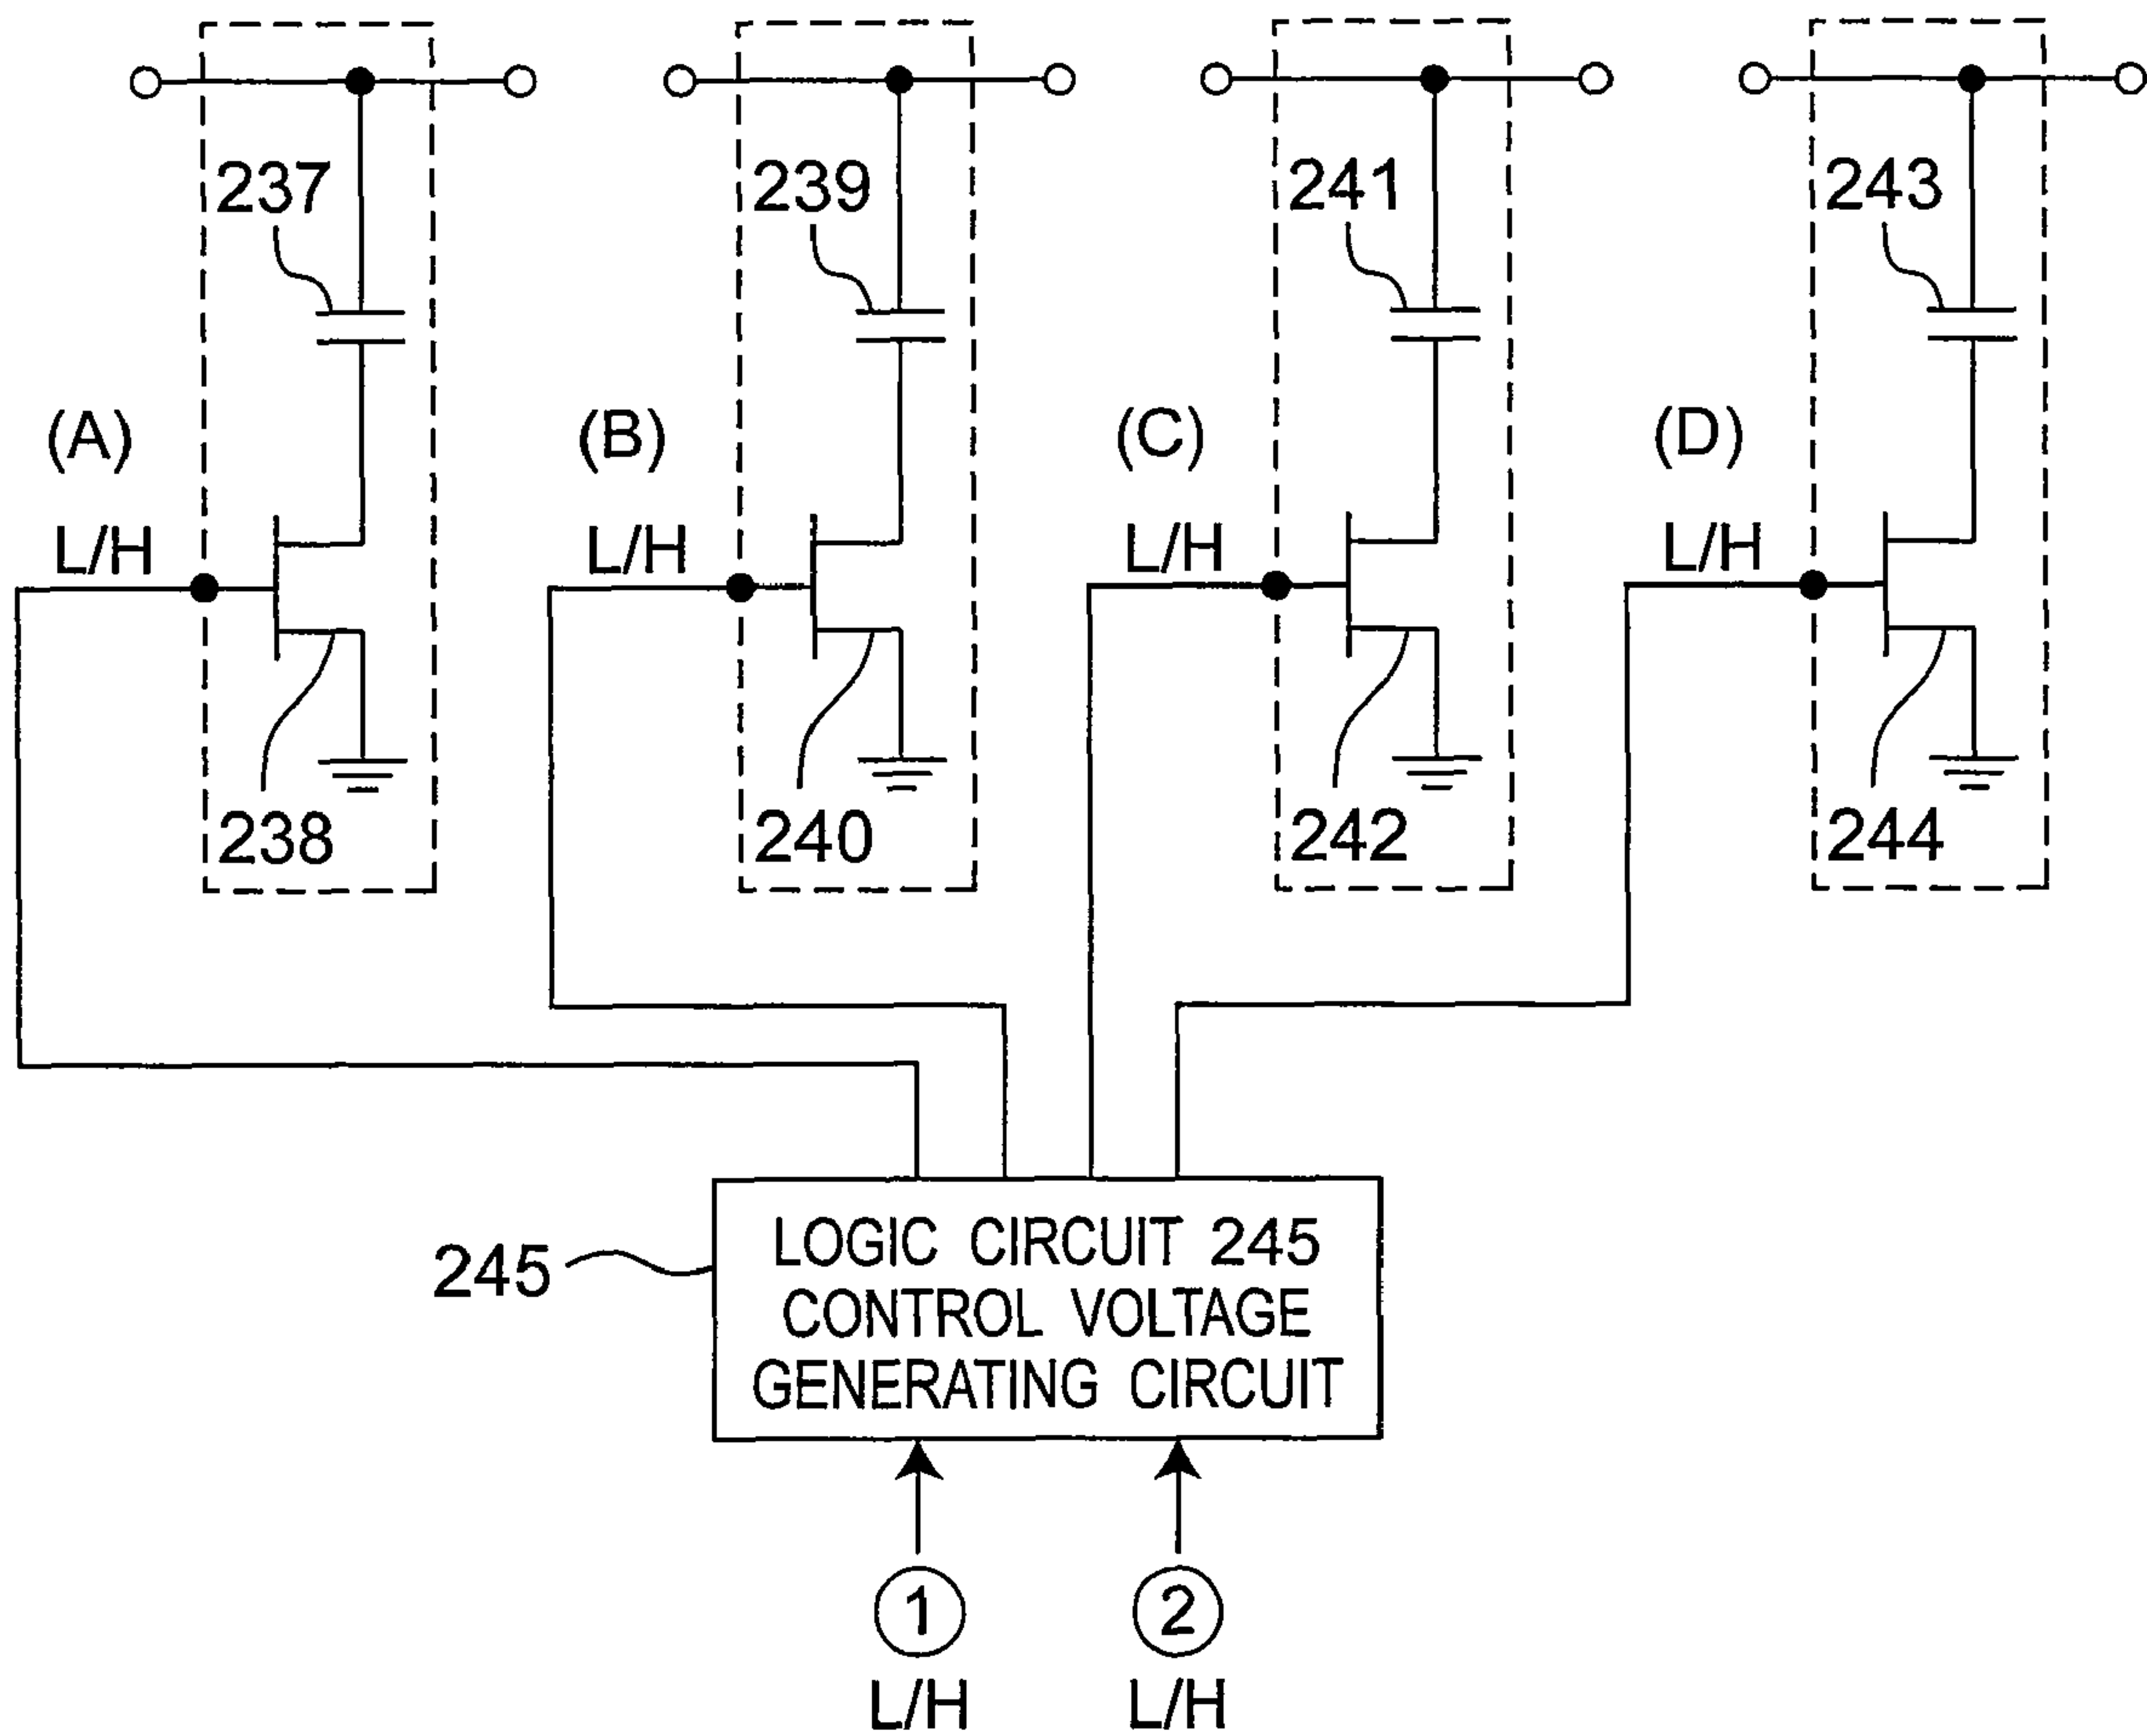 237
239
241
243
(A)
(B)
(C)
(D)
L/H
L/H
L/H
L/H
238
240
242
244
245
LOGIC CIRCUIT 245
CONTROL VOLTAGE
GENERATING CIRCUIT
1
2
L/H
L/H